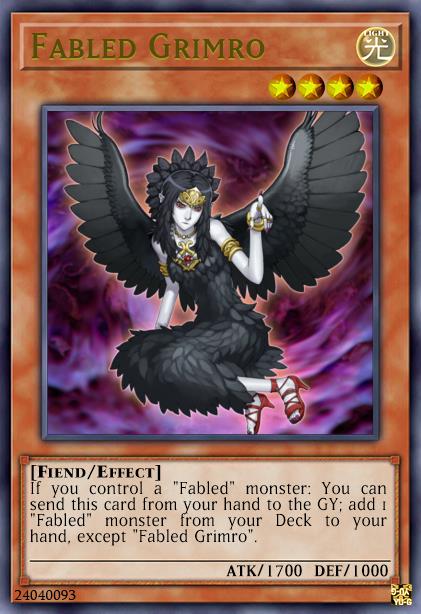 Fabled Grimro
LIGHT
光
[Fiend/Effect]
If you control a "Fabled" monster: You can
send this card from your hand to the GY; add 1
"Fabled" monster from your Deck to your
hand, except "Fabled Grimro".
ATK/1700 DEF/1000
24040093